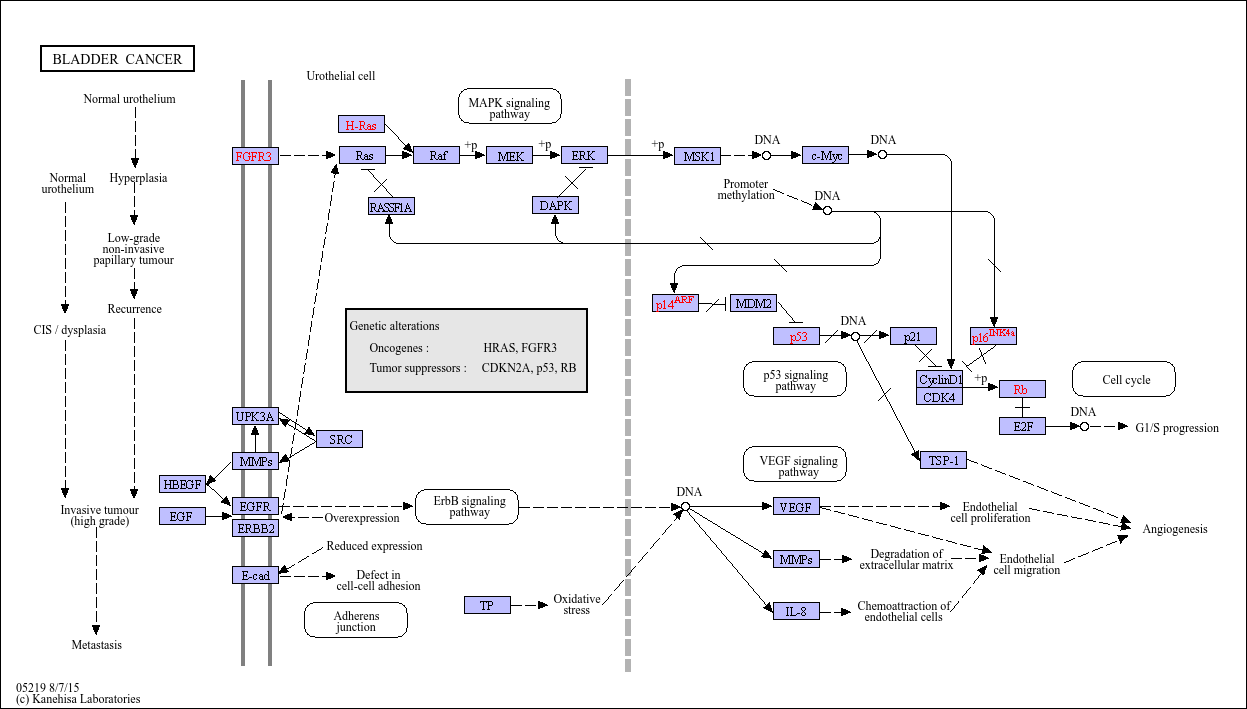 BLADDER CANCER
Urothelial cell
Normal urothelium
MAPK signaling
pathway
H-Ras
FGFR3
Ras
Raf
+p
MEK
+p
ERK
+p
MSK1
DNA
c-Myc
DNA
Normal
urothelium
Hyperplasia
Promoter
methylation
DNA
RASSF1A
DAPK
Low-grade
non-invasive
papillary tumour
Recurrence
CIS / dysplasia
p14ARF
MDM2
p53
DNA
p21
p16INK4a
Genetic alterations
Oncogenes : HRAS, FGFR3
Tumor suppressors : CDKN2A, p53, RB
p53 signaling
pathway
CyclinD1
CDK4
+p
Rb
Cell cycle
E2F
DNA
G1/S progression
UPK3A
SRC
MMPs
HBEGF
EGFR
EGF
ERBB2
Overexpression
ErbB signaling
pathway
VEGF signaling
pathway
TSP-1
DNA
VEGF
Endothelial
cell proliferation
Angiogenesis
Invasive tumour
(high grade)
Reduced expression
E-cad
Defect in
cell-cell adhesion
MMPs
Degradation of
extracellular matrix
Endothelial
cell migration
TP
Oxidative
stress
IL-8
Chemoattraction of
endothelial cells
Adherens
junction
Metastasis
05219 8/7/15
(c) Kanehisa Laboratories